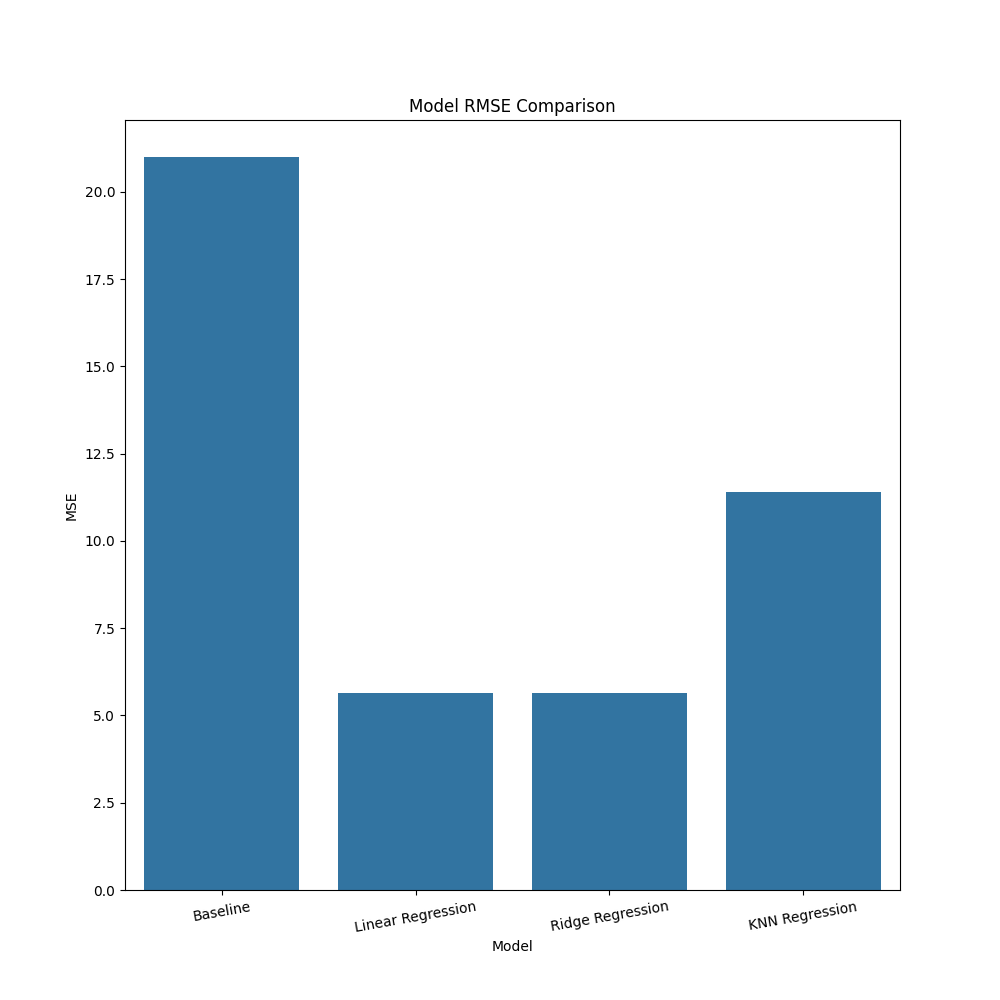 Model RMSE Comparison
20.0
17.5
15.0
12.5
10.0
7.5
5.0
2.5
0.0
MSE
Baseline
Linear Regression
Ridge Regression
KNN Regression
Model